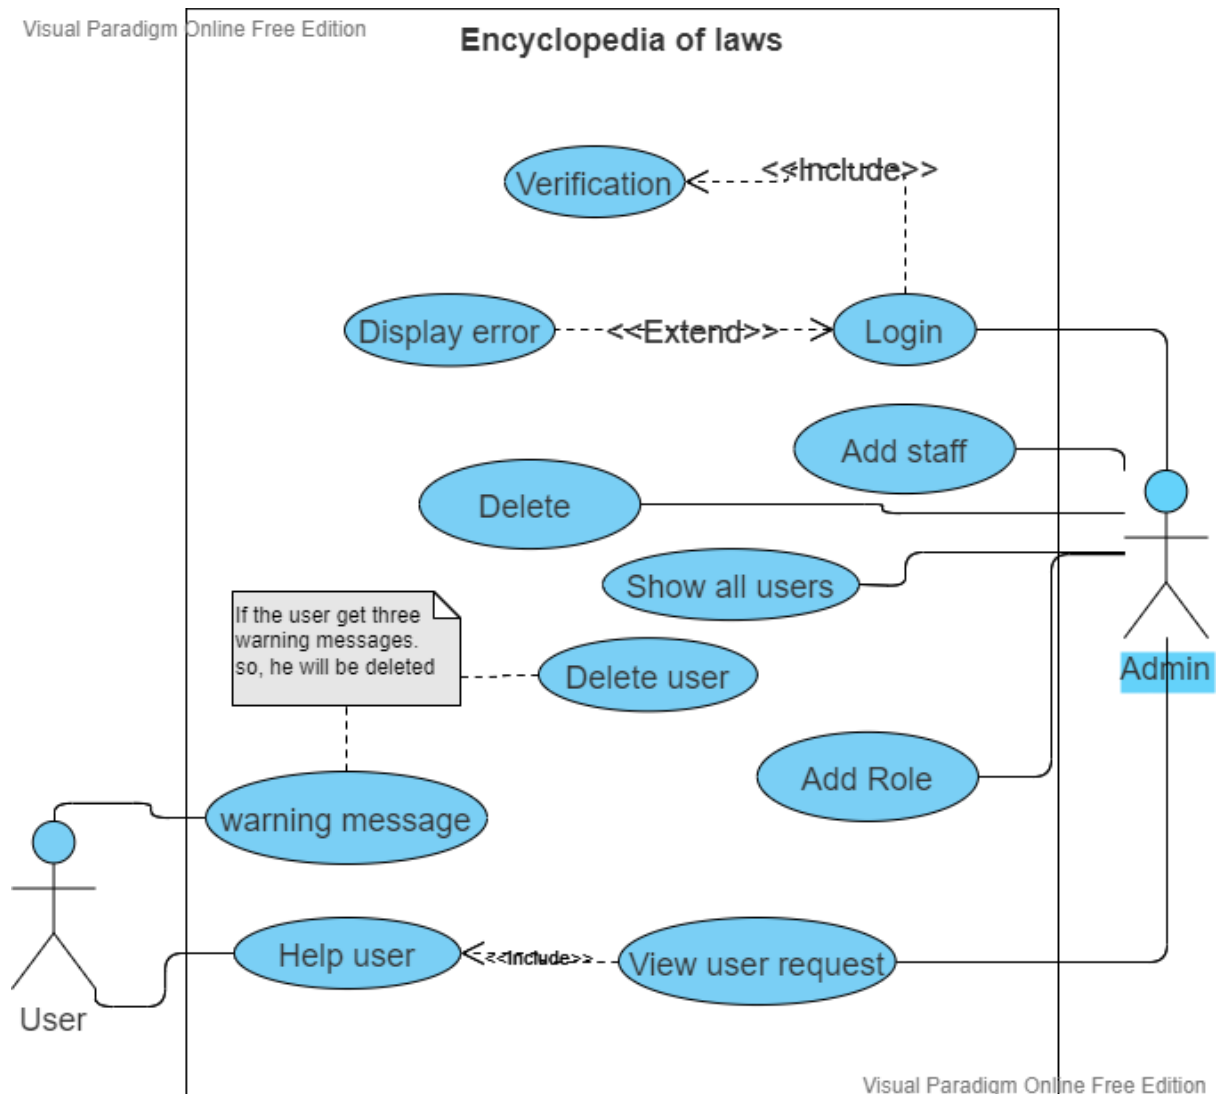 Visual Paradigm Online Free Edition
Encyclopedia of laws
Verification
<<Include>>
Display error
<<Extend>>
Login
Add staff
Delete
Show all users
If the user get three
warning messages.
so, he will be deleted
Delete user
Admin
Add Role
warning message
Help user
<<Include>>
View user request
User
Visual Paradigm Online Free Edition